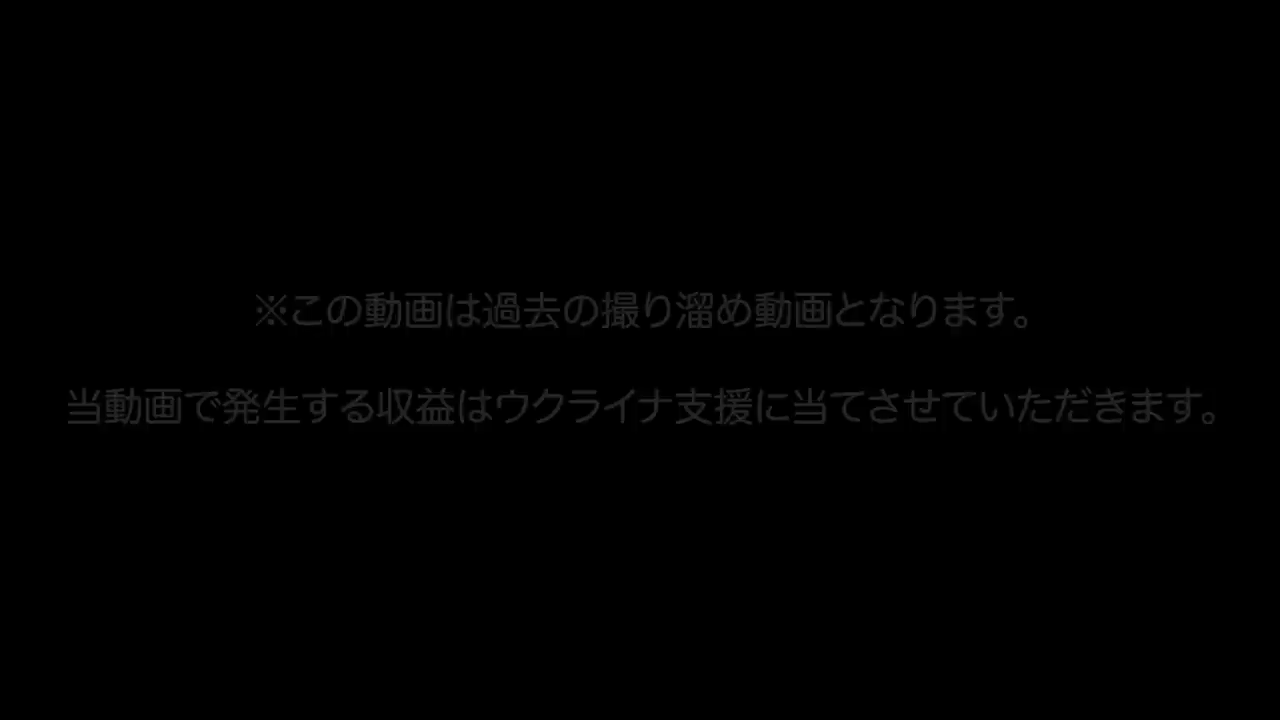 ※この動画は過去の撮り溜め動画となります。
当動画で発生する収益はウクライナ支援に当てさせていただきます。